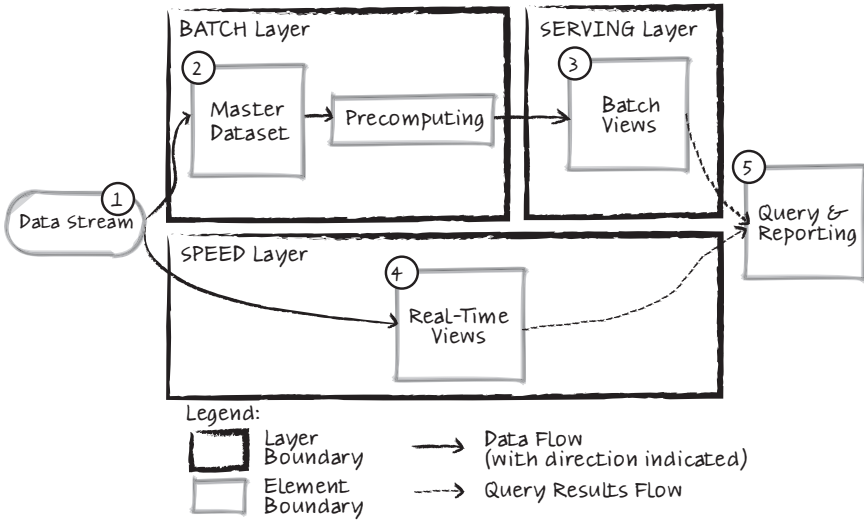 BATCH Layer
SERVING Layer
2
Master
Dataset
Precomputing
3
Batch
Views
1
Data Stream
5
Query &
Reporting
SPEED Layer
4
Real-Time
Views
Legend:
Layer
Boundary
Data Flow
(with direction indicated)
Element
Boundary
Query Results Flow